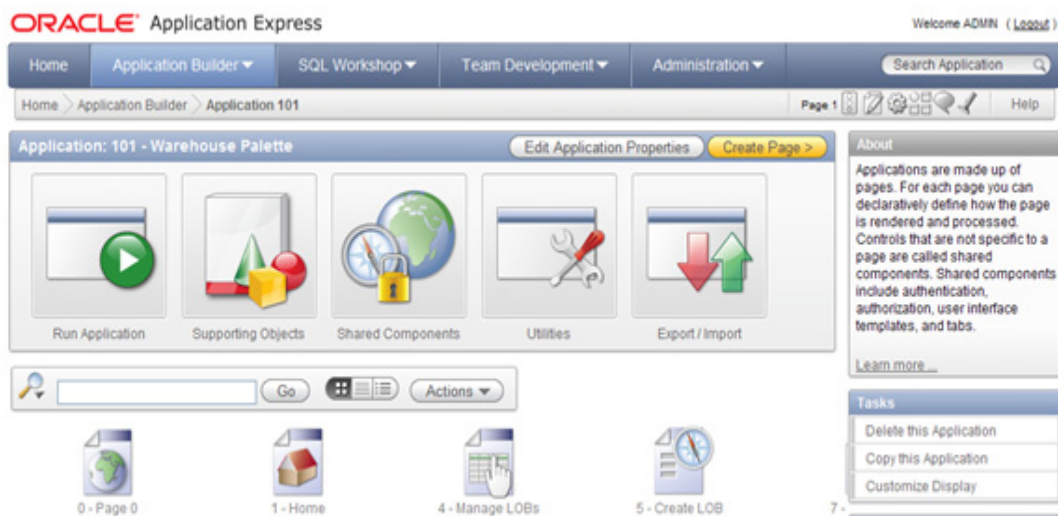 ORACLE Application Express
Welcome ADMIN ( Logout )
Home Application Builder SQL Workshop Team Development Administration Search Application
Home Application Builder Application 101 Page 1 Help
Application: 101 - Warehouse Palette Edit Application Properties Create Page >
Run Application Supporting Objects Shared Components Utilities Export / Import
About
Applications are made up of
pages. For each page you can
declaratively define how the page
is rendered and processed.
Controls that are not specific to a
page are called shared
components. Shared components
include authentication,
authorization, user interface
templates, and tabs.
Learn more ...
Go Actions
Tasks
Delete this Application
Copy this Application
Customize Display
0 - Page 0 1 - Home 4 - Manage LOBs 5 - Create LOB 7 -